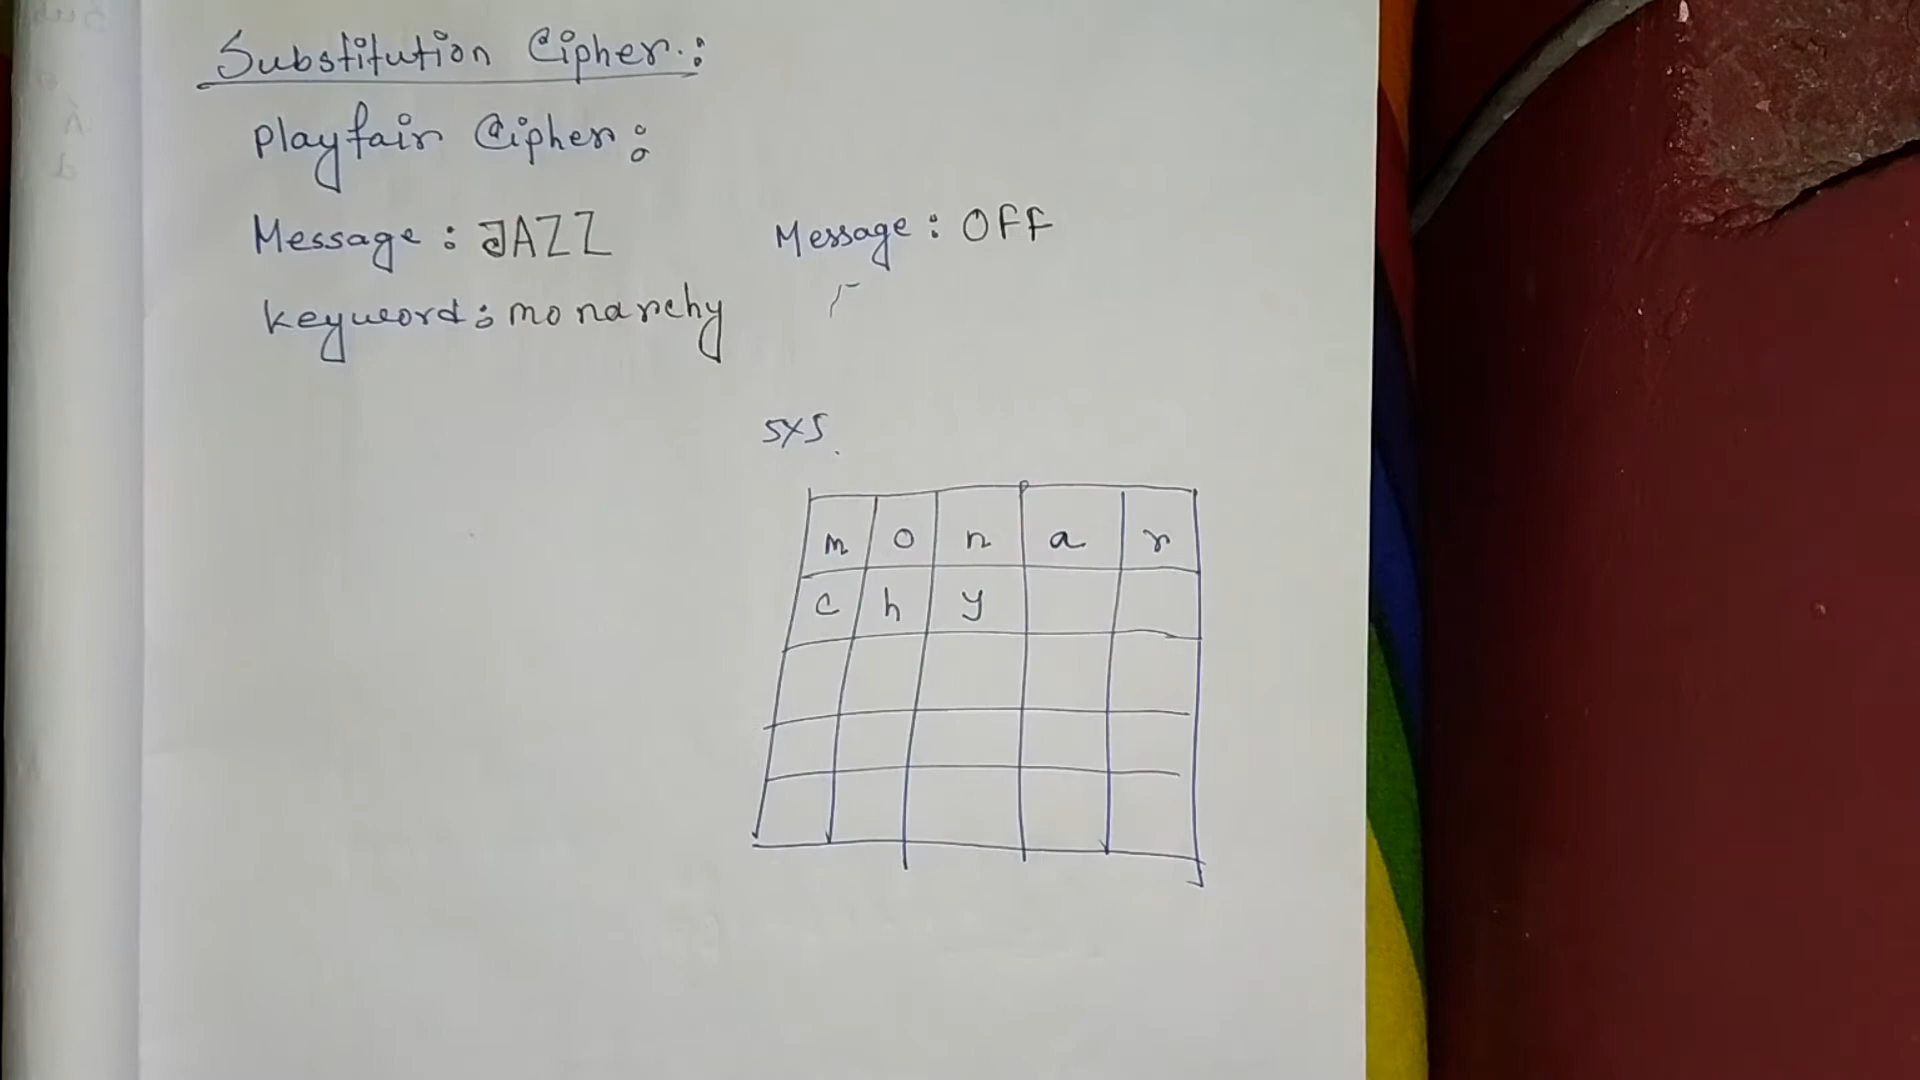 Substitution Cipher:
Playfair Cipher:
Message: JAZZ
Message: OFF
keyword: monarchy
5x5
m o n a r
c h y